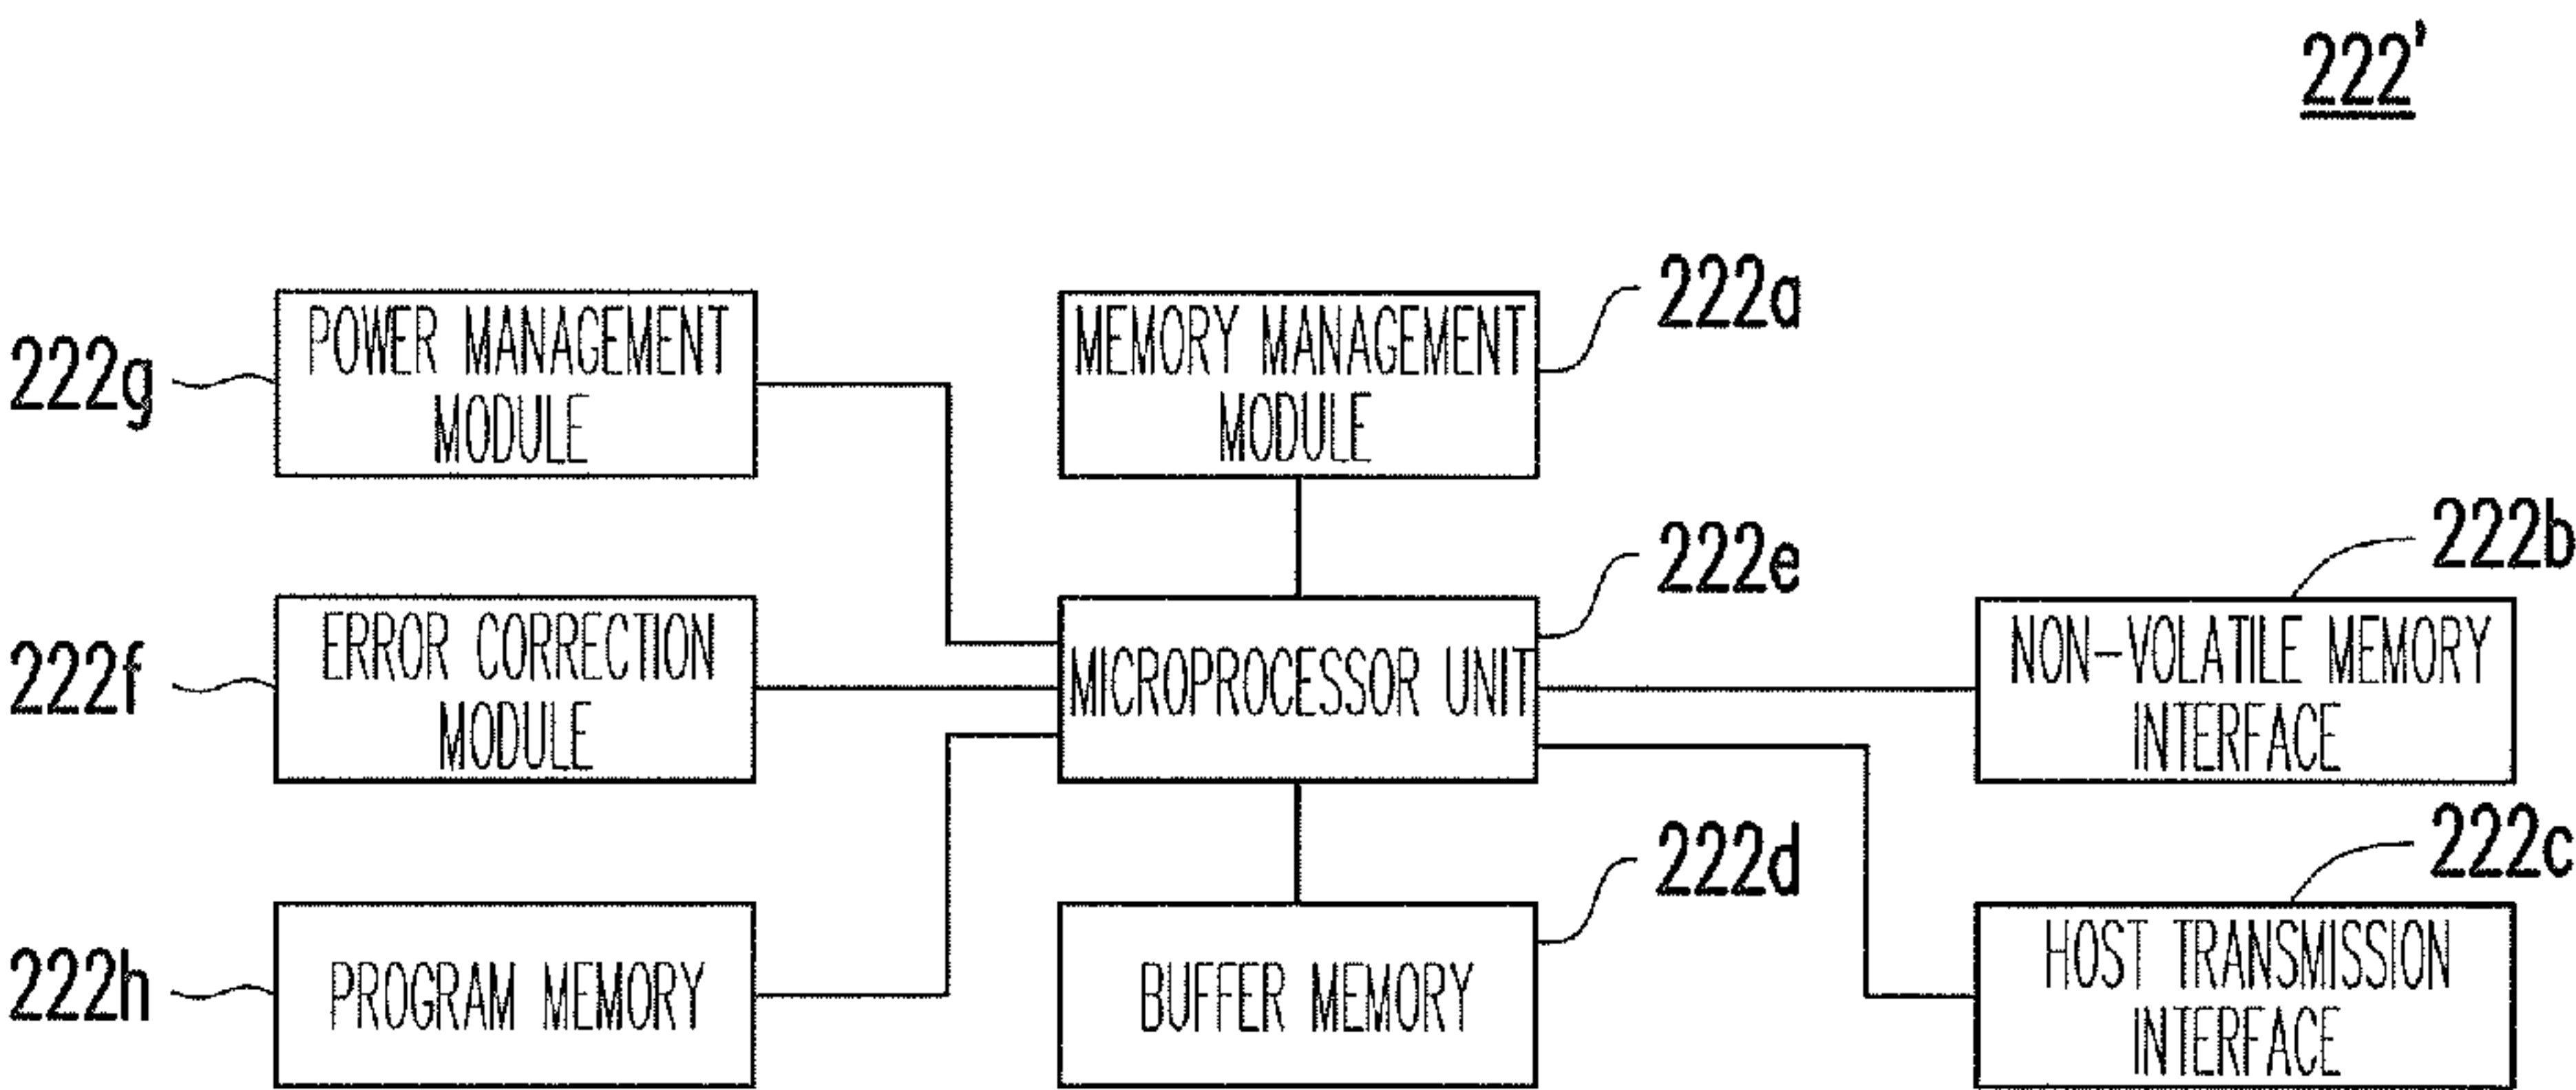 222'
222g
POWER MANAGEMENT
MODULE
MEMORY MANAGEMENT
MODULE
222a
222f
ERROR CORRECTION
MODULE
MICROPROCESSOR UNIT
222e
NON-VOLATILE MEMORY
INTERFACE
222b
222h
PROGRAM MEMORY
BUFFER MEMORY
222d
HOST TRANSMISSION
INTERFACE
222c